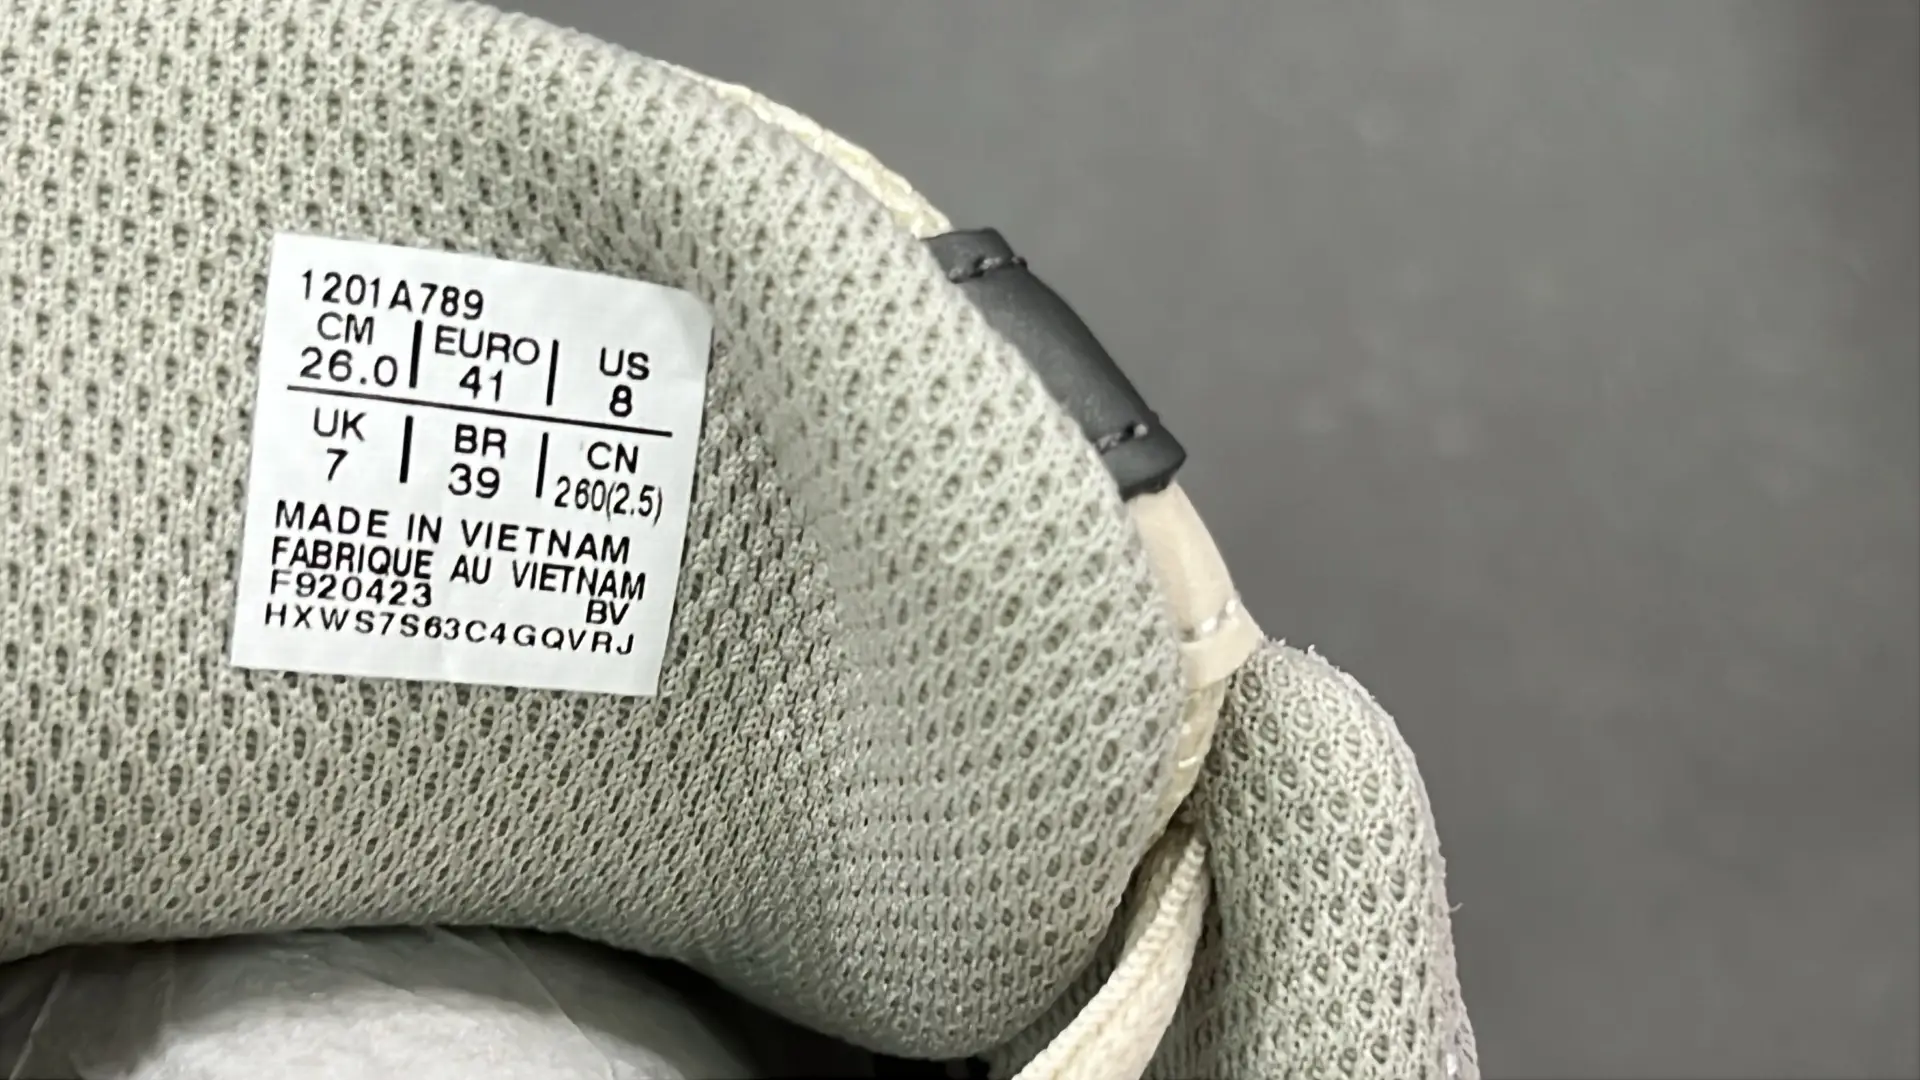 1201A789
CM | EURO | US
26.0 | 41 | 8
UK | BR | CN
7 | 39 | 260(2.5)
MADE IN VIETNAM
FABRIQUE AU VIETNAM
F920423 BV
HXWS7S63C4GQVRJ